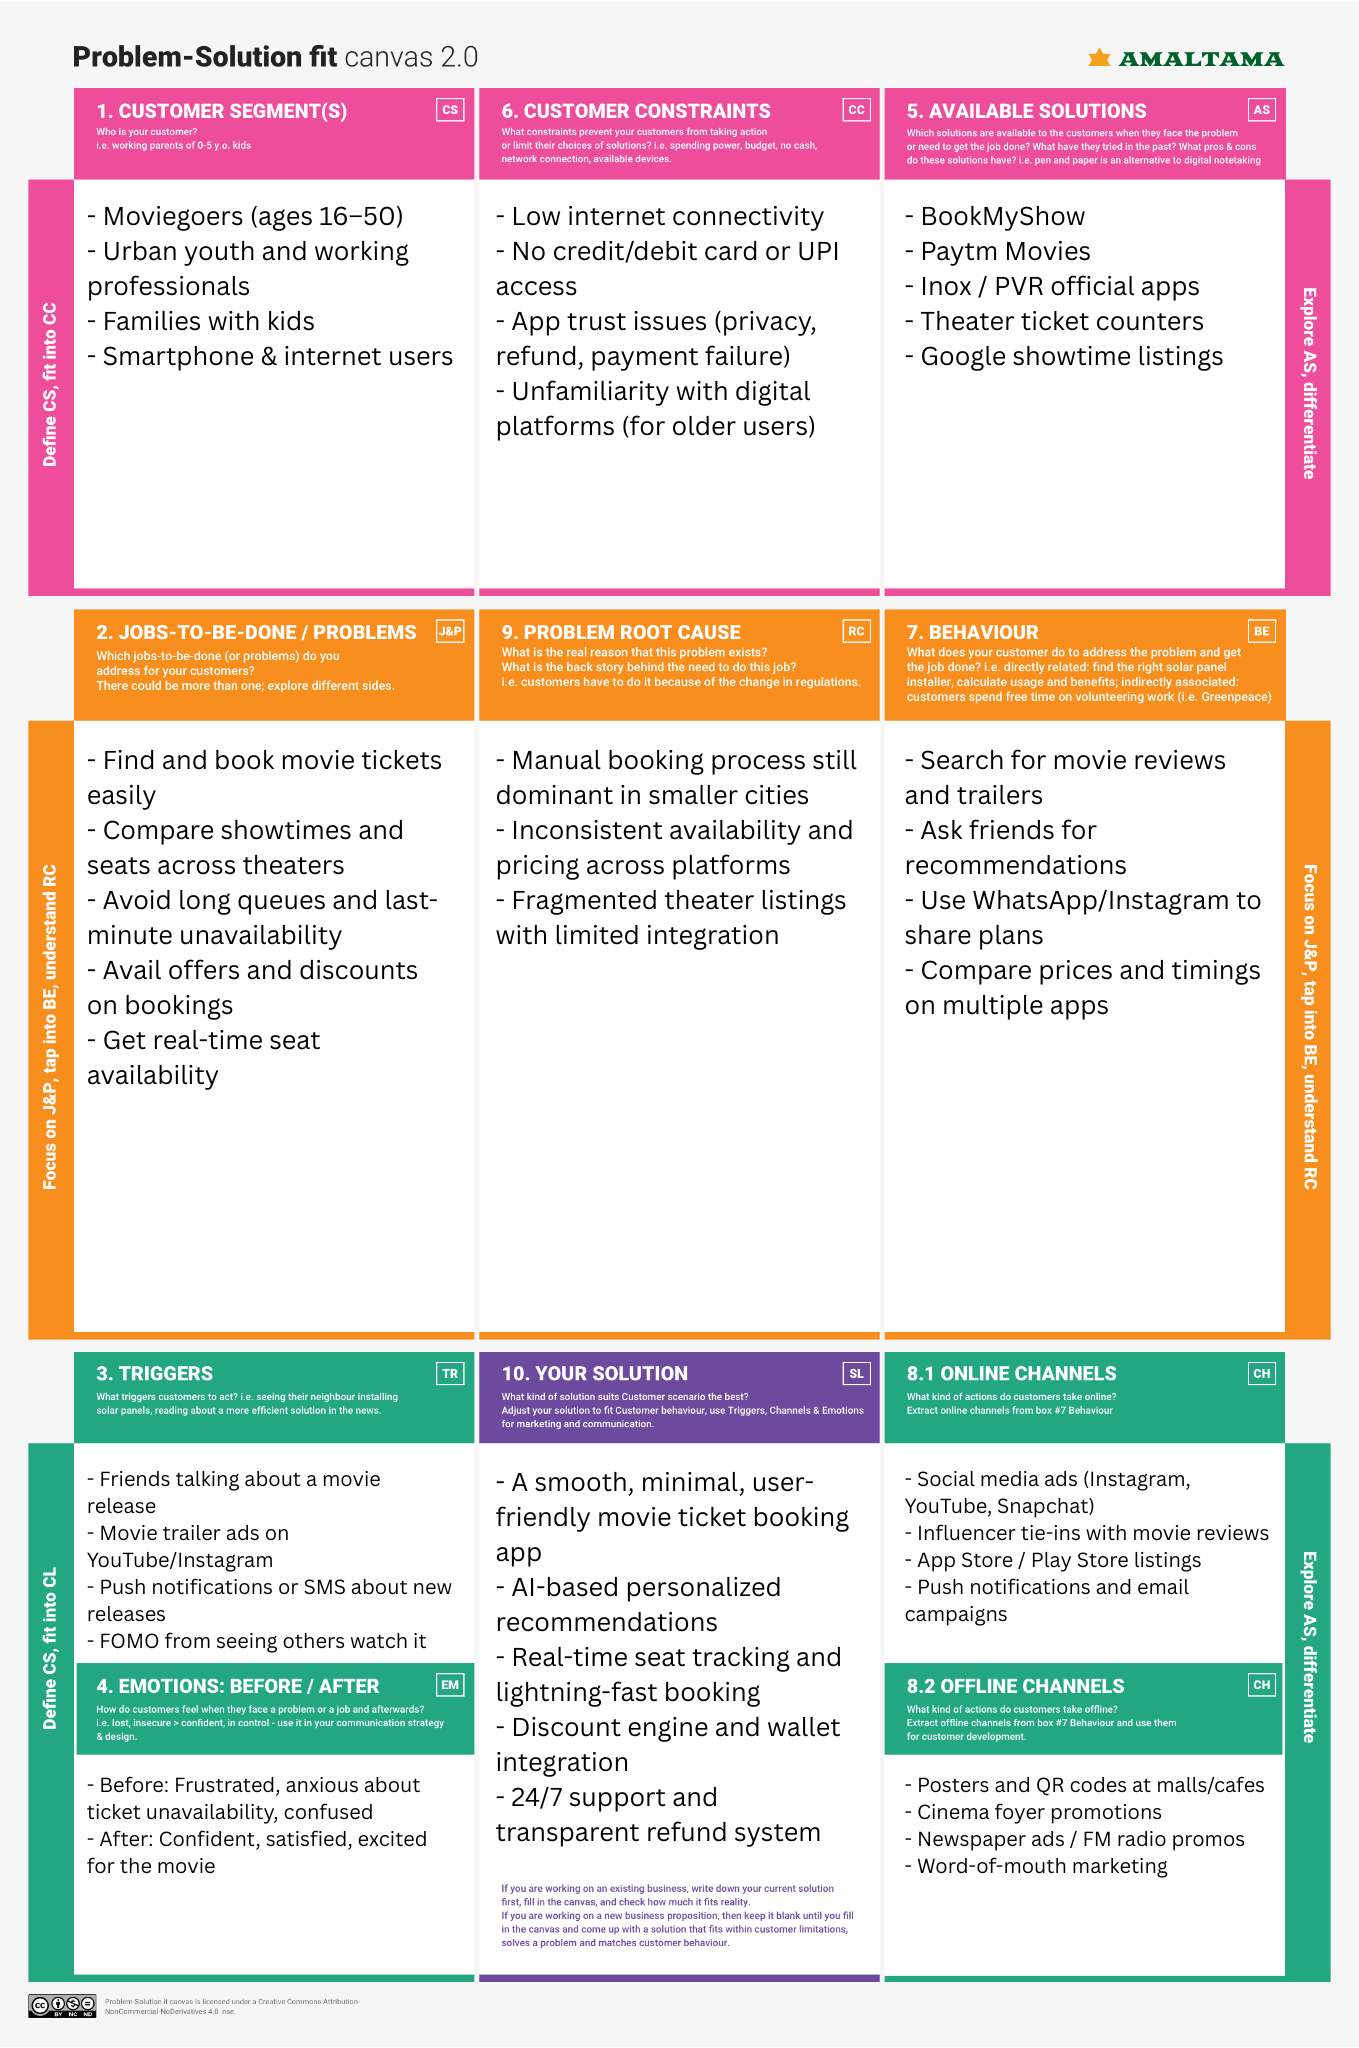 Problem-Solution fit canvas 2.0
AMALTAMA
1. CUSTOMER SEGMENT(S)
CS
Who is your customer?
i.e. working parents of 0-5 y.o. kids
- Moviegoers (ages 16–50)
- Urban youth and working
professionals
- Families with kids
- Smartphone & internet users
Define CS, fit into CC
6. CUSTOMER CONSTRAINTS
CC
What constraints prevent your customers from taking action
or limit their choices of solutions? i.e. spending power, budget, no cash,
network connection, available devices.
- Low internet connectivity
- No credit/debit card or UPI
access
- App trust issues (privacy,
refund, payment failure)
- Unfamiliarity with digital
platforms (for older users)
5. AVAILABLE SOLUTIONS
AS
Which solutions are available to the customers when they face the problem
or need to get the job done? What have they tried in the past? What pros & cons
do these solutions have? i.e. pen and paper is an alternative to digital notetaking
- BookMyShow
- Paytm Movies
- Inox / PVR official apps
- Theater ticket counters
- Google showtime listings
Explore AS, differentiate
2. JOBS-TO-BE-DONE / PROBLEMS
J&P
Which jobs-to-be-done (or problems) do you
address for your customers?
There could be more than one; explore different sides.
- Find and book movie tickets
easily
- Compare showtimes and
seats across theaters
- Avoid long queues and last-
minute unavailability
- Avail offers and discounts
on bookings
- Get real-time seat
availability
Focus on J&P, tap into BE, understand RC
9. PROBLEM ROOT CAUSE
RC
What is the real reason that this problem exists?
What is the back story behind the need to do this job?
i.e. customers have to do it because of the change in regulations.
- Manual booking process still
dominant in smaller cities
- Inconsistent availability and
pricing across platforms
- Fragmented theater listings
with limited integration
7. BEHAVIOUR
BE
What does your customer do to address the problem and get
the job done? i.e. directly related: find the right solar panel
installer, calculate usage and benefits; indirectly associated:
customers spend free time on volunteering work (i.e. Greenpeace)
- Search for movie reviews
and trailers
- Ask friends for
recommendations
- Use WhatsApp/Instagram to
share plans
- Compare prices and timings
on multiple apps
Focus on J&P, tap into BE, understand RC
3. TRIGGERS
TR
What triggers customers to act? i.e. seeing their neighbour installing
solar panels, reading about a more efficient solution in the news.
- Friends talking about a movie
release
- Movie trailer ads on
YouTube/Instagram
- Push notifications or SMS about new
releases
- FOMO from seeing others watch it
4. EMOTIONS: BEFORE / AFTER
EM
How do customers feel when they face a problem or a job and afterwards?
i.e. lost, insecure > confident, in control - use it in your communication strategy
& design.
- Before: Frustrated, anxious about
ticket unavailability, confused
- After: Confident, satisfied, excited
for the movie
Define CS, fit into CL
10. YOUR SOLUTION
SL
What kind of solution suits Customer scenario the best?
Adjust your solution to fit Customer behaviour, use Triggers, Channels & Emotions
for marketing and communication.
- A smooth, minimal, user-
friendly movie ticket booking
app
- AI-based personalized
recommendations
- Real-time seat tracking and
lightning-fast booking
- Discount engine and wallet
integration
- 24/7 support and
transparent refund system
If you are working on an existing business, write down your current solution
first, fill in the canvas, and check how much it fits reality.
If you are working on a new business proposition, then keep it blank until you fill
in the canvas and come up with a solution that fits within customer limitations,
solves a problem and matches customer behaviour.
8.1 ONLINE CHANNELS
CH
What kind of actions do customers take online?
Extract online channels from box #7 Behaviour
- Social media ads (Instagram,
YouTube, Snapchat)
- Influencer tie-ins with movie reviews
- App Store / Play Store listings
- Push notifications and email
campaigns
8.2 OFFLINE CHANNELS
CH
What kind of actions do customers take offline?
Extract offline channels from box #7 Behaviour and use them
for customer development.
- Posters and QR codes at malls/cafes
- Cinema foyer promotions
- Newspaper ads / FM radio promos
- Word-of-mouth marketing
Explore AS, differentiate
cc BY NC ND
Problem-Solution it canvas is licensed under a Creative Commons Attribution-
NonCommercial-NoDerivatives 4.0 nse.